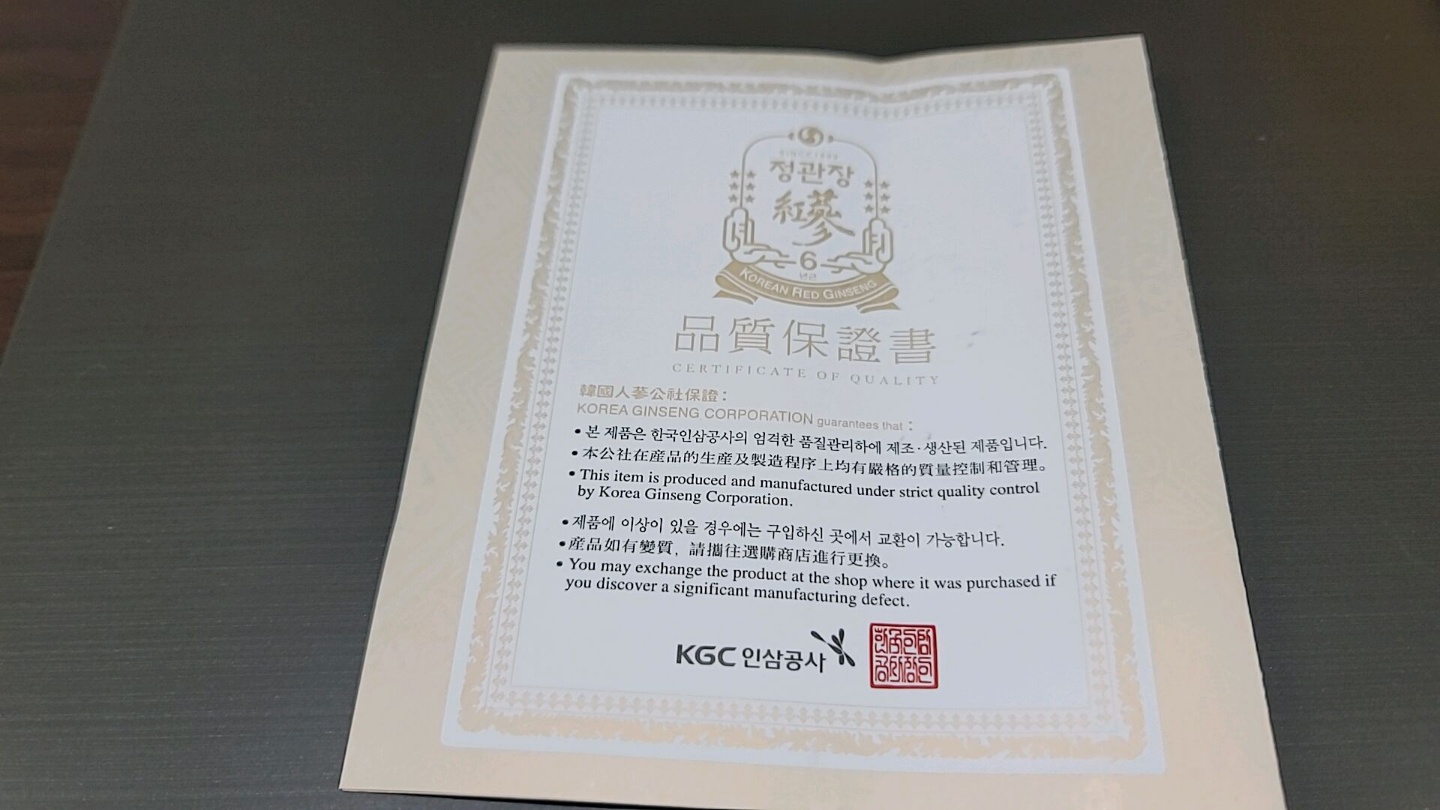 SINCE 1899
정관장
紅蔘
6
년근
KOREAN RED GINSENG
品質保證書
CERTIFICATE OF QUALITY
韓國人蔘公社保證 :
KOREA GINSENG CORPORATION guarantees that :
• 본 제품은 한국인삼공사의 엄격한 품질관리하에 제조·생산된 제품입니다.
• 本公社在産品的生産及製造程序上均有嚴格的質量控制和管理。
• This item is produced and manufactured under strict quality control
by Korea Ginseng Corporation.
• 제품에 이상이 있을 경우에는 구입하신 곳에서 교환이 가능합니다.
• 産品如有變質, 請攜往選購商店進行更換。
• You may exchange the product at the shop where it was purchased if
you discover a significant manufacturing defect.
KGC 인삼공사